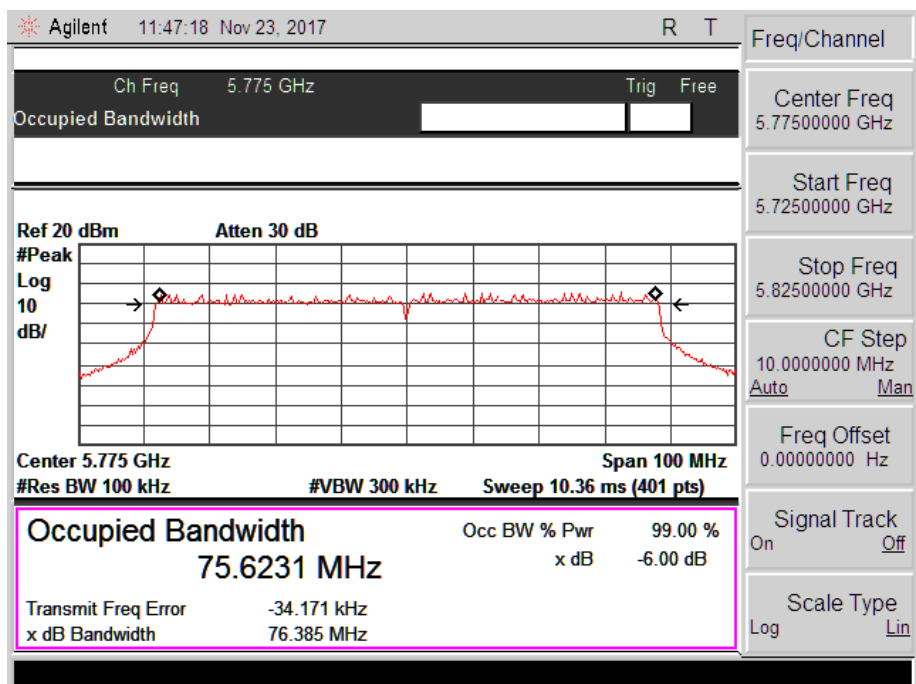 Agilent 11:47:18 Nov 23, 2017 R T
Ch Freq 5.775 GHz Trig Free
Occupied Bandwidth
Ref 20 dBm Atten 30 dB
#Peak
Log
10
dB/
Center 5.775 GHz Span 100 MHz
#Res BW 100 kHz #VBW 300 kHz Sweep 10.36 ms (401 pts)
Occupied Bandwidth Occ BW % Pwr 99.00 %
75.6231 MHz x dB -6.00 dB
Transmit Freq Error -34.171 kHz
x dB Bandwidth 76.385 MHz
Freq/Channel
Center Freq
5.77500000 GHz
Start Freq
5.72500000 GHz
Stop Freq
5.82500000 GHz
CF Step
10.0000000 MHz
Auto Man
Freq Offset
0.00000000 Hz
Signal Track
On Off
Scale Type
Log Lin